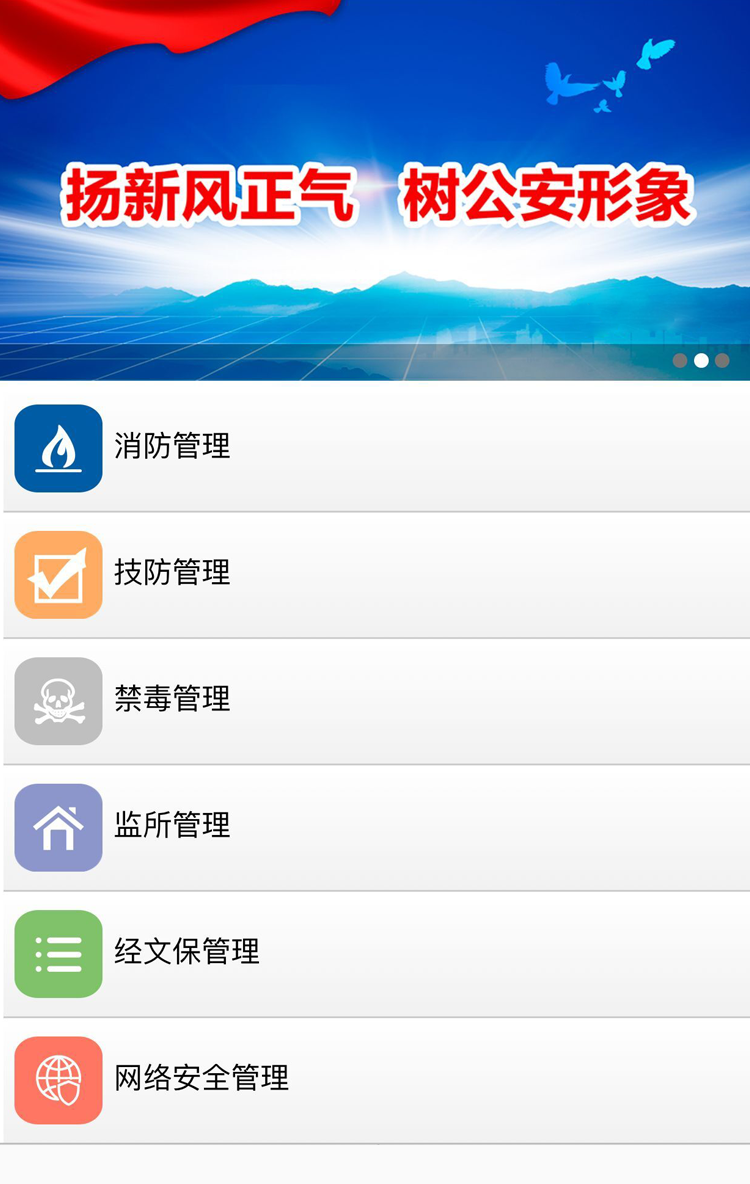 扬新风正气 树公安形象
消防管理
技防管理
禁毒管理
监所管理
经文保管理
网络安全管理